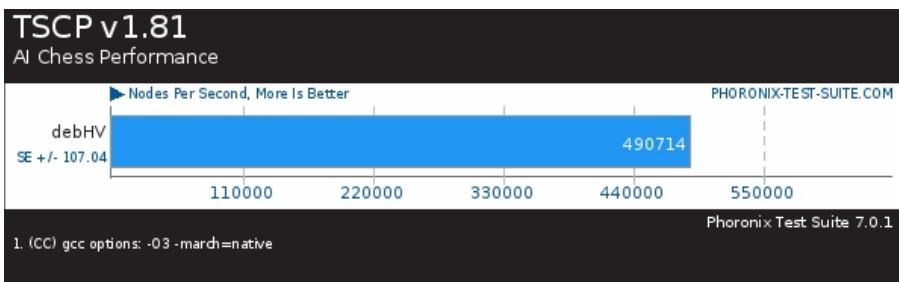 TSCP v1.81
AI Chess Performance
▶ Nodes Per Second, More Is Better PHORONIX-TEST-SUITE.COM
debHV
SE +/- 107.04
490714
110000 220000 330000 440000 550000
Phoronix Test Suite 7.0.1
1. (CC) gcc options: -O3 -march=native